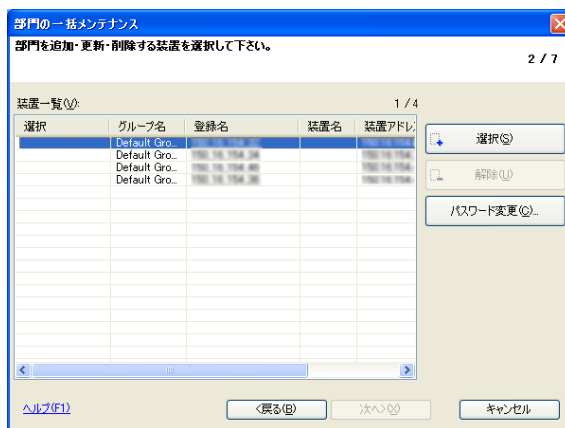 部門の一括メンテナンス
部門を追加・更新・削除する装置を選択して下さい。
2 / 7
装置一覧(V):
1 / 4
選択 グループ名 登録名 装置名 装置アドレ
Default Gro...
Default Gro...
Default Gro...
Default Gro...
選択(S)
解除(U)
パスワード変更(C)...
ヘルプ(F1)
<戻る(B)
次へ>(X)
キャンセル